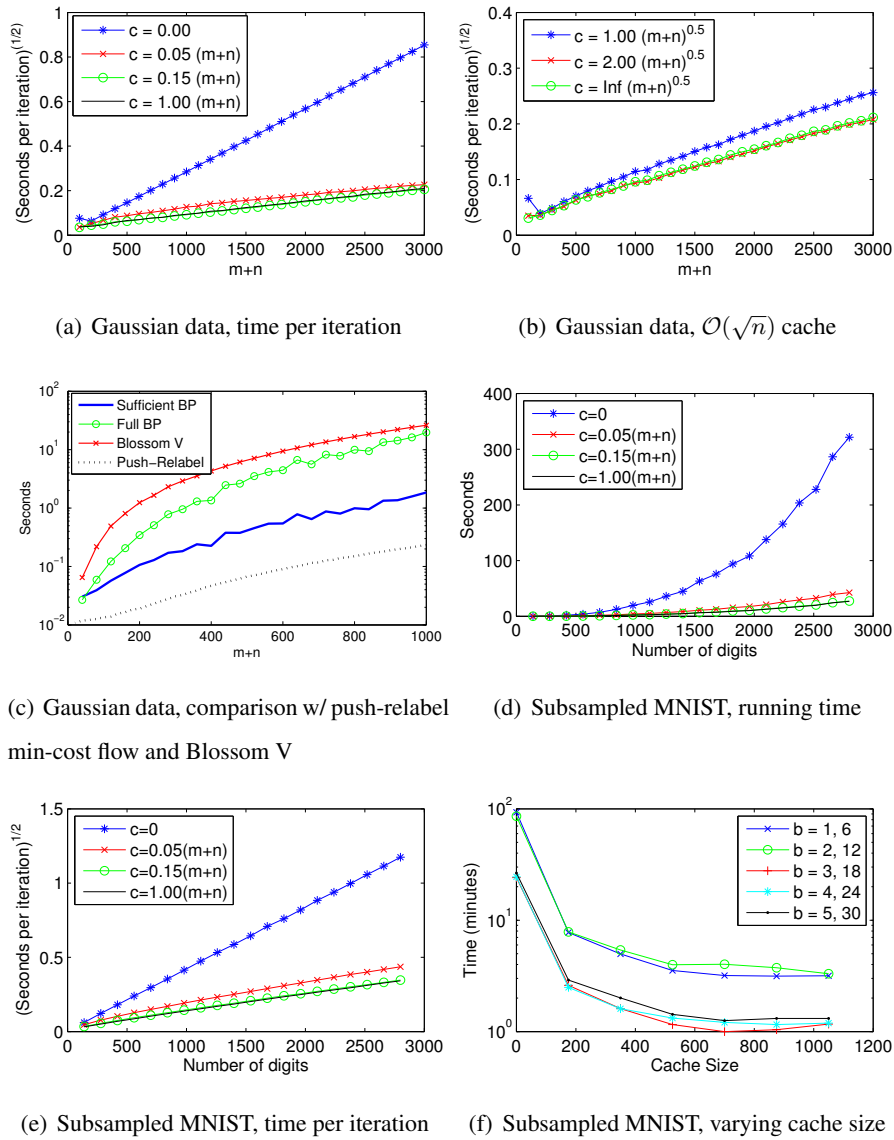 (Seconds per iteration)^(1/2)
1
0.8
0.6
0.4
0.2
0
0 500 1000 1500 2000 2500 3000
m+n
c = 0.00
c = 0.05 (m+n)
c = 0.15 (m+n)
c = 1.00 (m+n)
(a) Gaussian data, time per iteration
(Seconds per iteration)^(1/2)
0.4
0.3
0.2
0.1
0
0 500 1000 1500 2000 2500 3000
m+n
c = 1.00 (m+n)^0.5
c = 2.00 (m+n)^0.5
c = Inf (m+n)^0.5
(b) Gaussian data, O(√n) cache
Seconds
10^2
10^1
10^0
10^−1
10^−2
200 400 600 800 1000
m+n
Sufficient BP
Full BP
Blossom V
Push−Relabel
(c) Gaussian data, comparison w/ push-relabel
min-cost flow and Blossom V
Seconds
400
300
200
100
0
0 500 1000 1500 2000 2500 3000
Number of digits
c=0
c=0.05(m+n)
c=0.15(m+n)
c=1.00(m+n)
(d) Subsampled MNIST, running time
(Seconds per iteration)^1/2
1.5
1
0.5
0
0 500 1000 1500 2000 2500 3000
Number of digits
c=0
c=0.05(m+n)
c=0.15(m+n)
c=1.00(m+n)
(e) Subsampled MNIST, time per iteration
Time (minutes)
10^2
10^1
10^0
0 200 400 600 800 1000 1200
Cache Size
b = 1, 6
b = 2, 12
b = 3, 18
b = 4, 24
b = 5, 30
(f) Subsampled MNIST, varying cache size